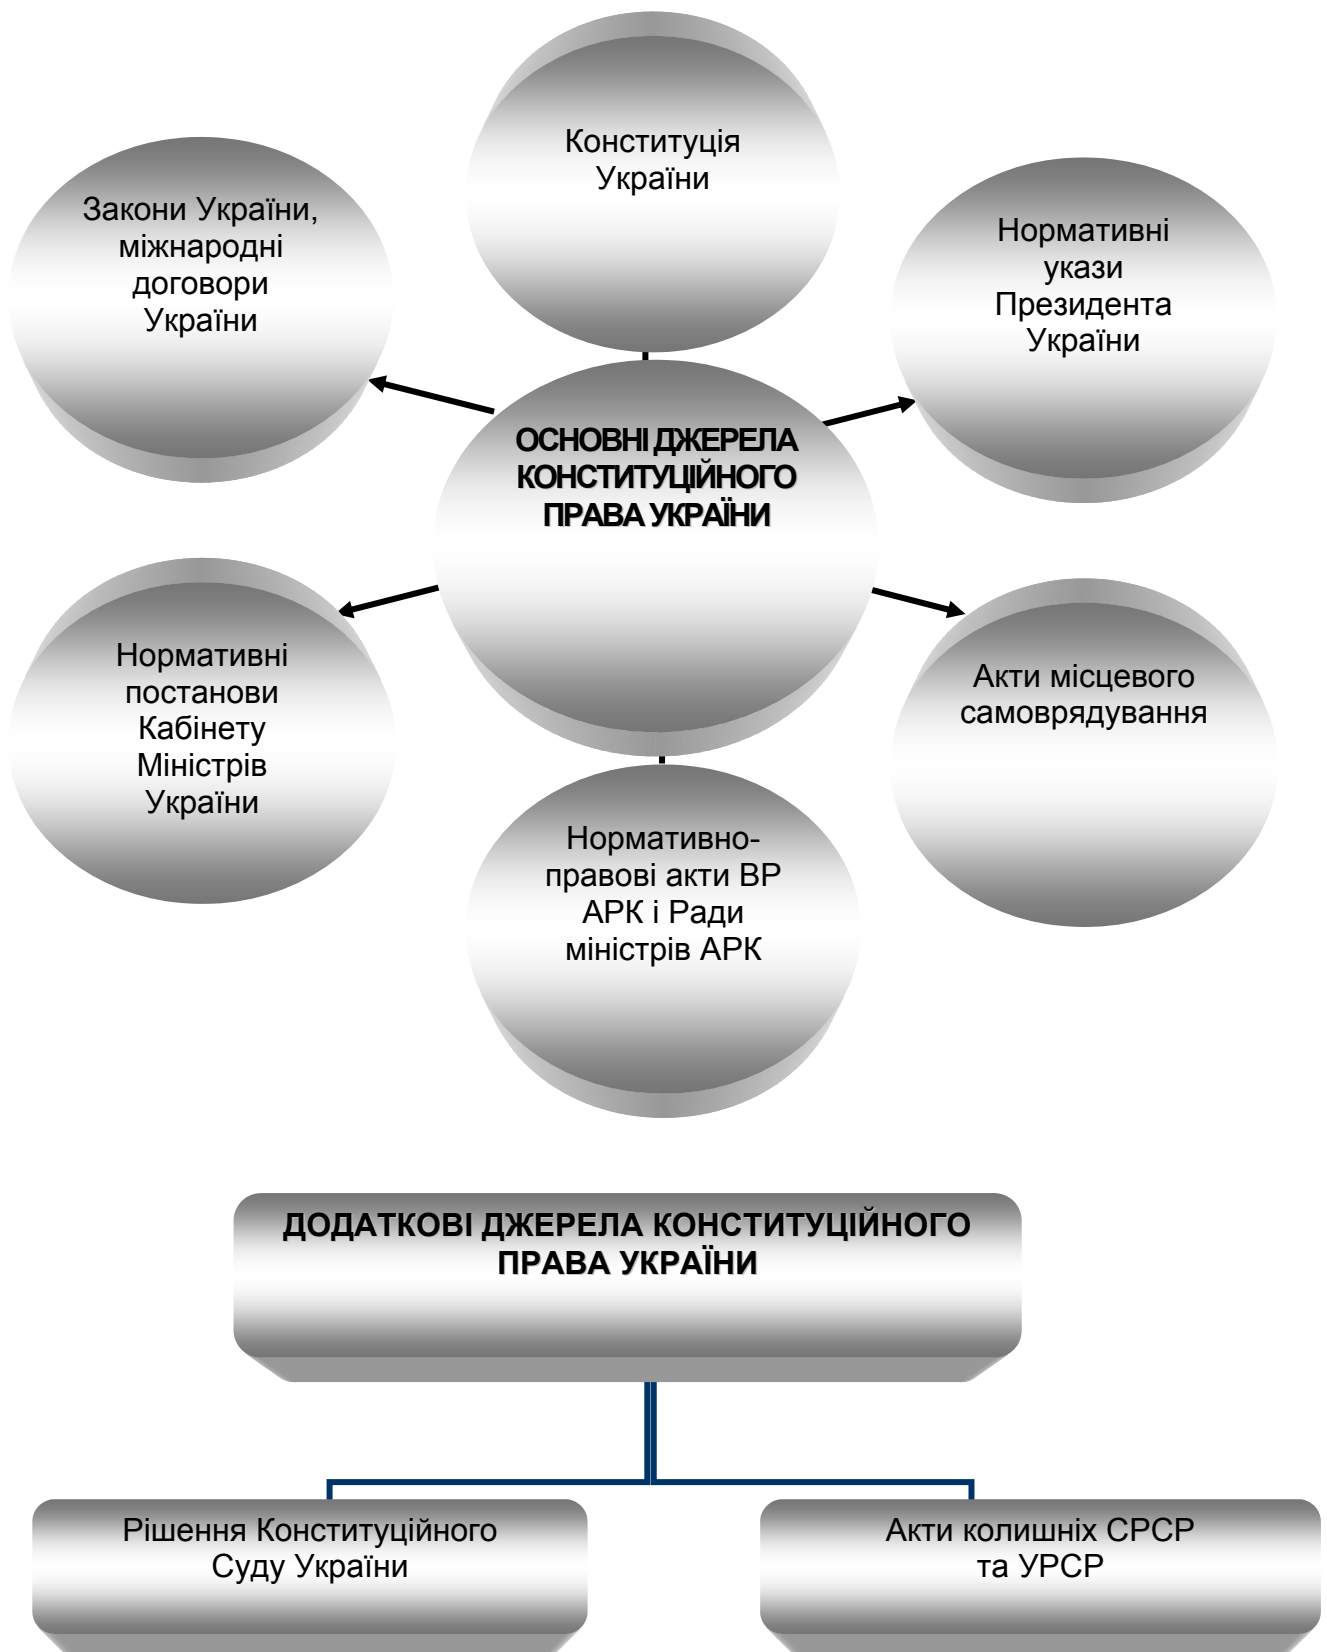 Конституція
України
Закони України,
міжнародні
договори
України
Нормативні
укази
Президента
України
ОСНОВНІ ДЖЕРЕЛА
КОНСТИТУЦІЙНОГО
ПРАВА УКРАЇНИ
Нормативні
постанови
Кабінету
Міністрів
України
Акти місцевого
самоврядування
Нормативно-
правові акти ВР
АРК і Ради
міністрів АРК
ДОДАТКОВІ ДЖЕРЕЛА КОНСТИТУЦІЙНОГО
ПРАВА УКРАЇНИ
Рішення Конституційного
Суду України
Акти колишніх СРСР
та УРСР